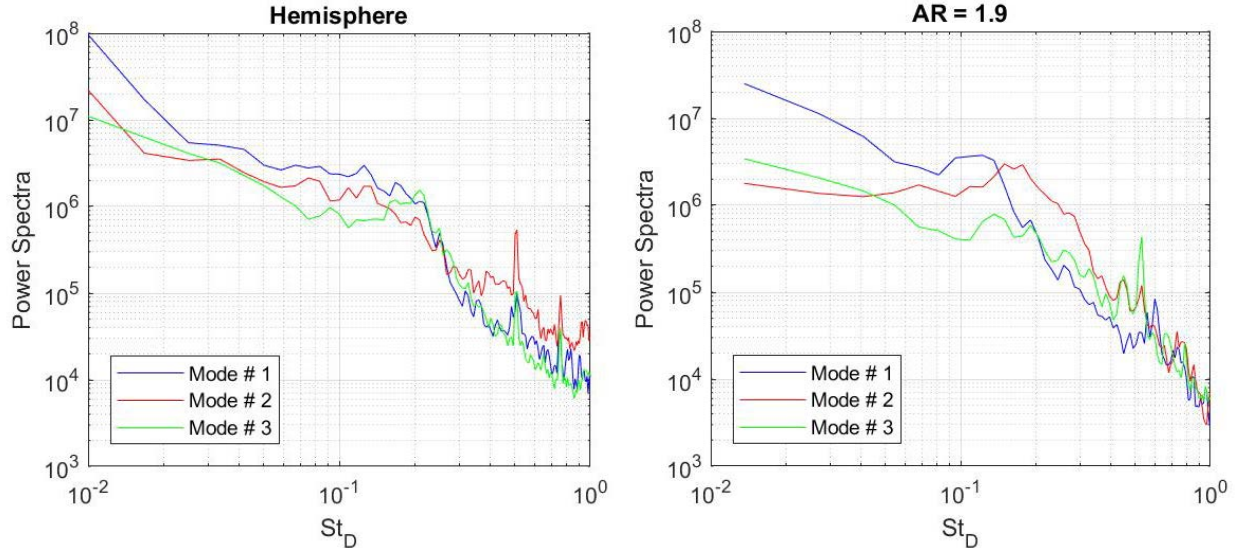 Hemisphere
10^8
10^7
10^6
10^5
10^4
10^3
Power Spectra
Mode # 1
Mode # 2
Mode # 3
10^-2
10^-1
10^0
St_D
AR = 1.9
10^8
10^7
10^6
10^5
10^4
10^3
Power Spectra
Mode # 1
Mode # 2
Mode # 3
10^-2
10^-1
10^0
St_D